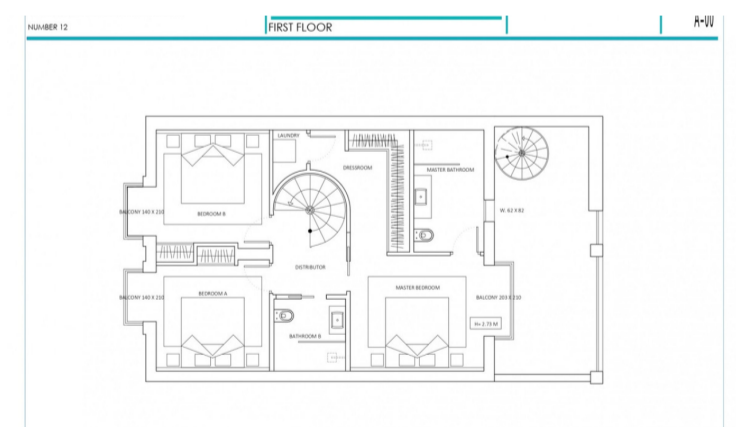 NUMBER 12
FIRST FLOOR
A-00
LAUNDRY
DRESSROOM
MASTER BATHROOM
BALCONY 140 X 210
BEDROOM B
W. 62 X 82
DISTRIBUTOR
BALCONY 140 X 210
BEDROOM A
MASTER BEDROOM
BALCONY 203 X 210
H= 2.73 M
BATHROOM B